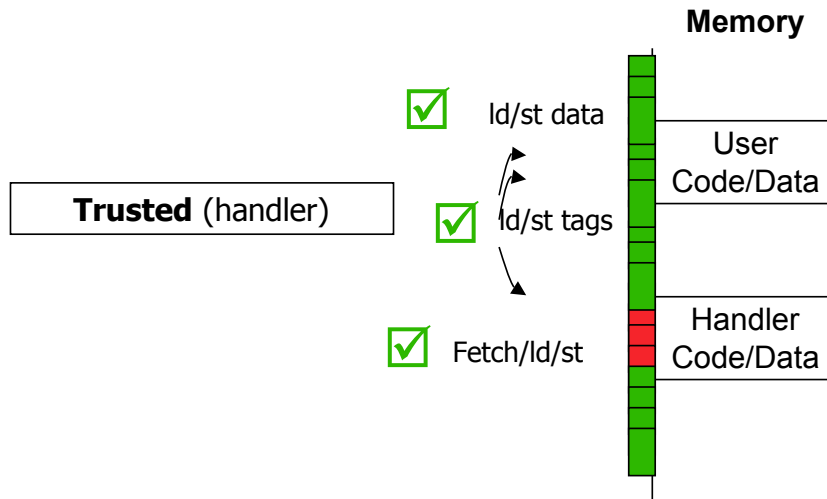 Memory
ld/st data
User
Code/Data
Trusted (handler)
ld/st tags
Handler
Code/Data
Fetch/ld/st